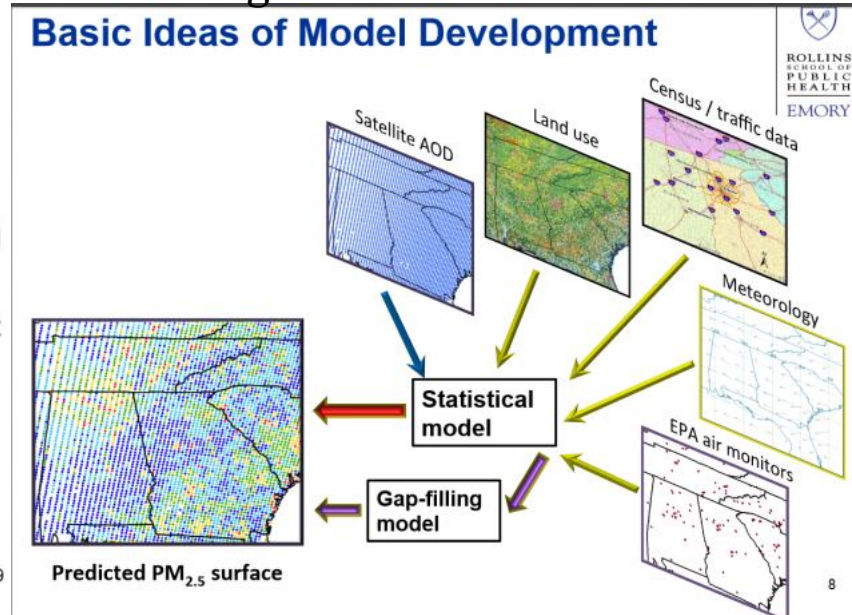 Basic Ideas of Model Development
ROLLINS
SCHOOL OF
PUBLIC
HEALTH
EMORY
Satellite AOD
Land use
Census / traffic data
Meteorology
EPA air monitors
Statistical
model
Gap-filling
model
Predicted PM2.5 surface
9
8